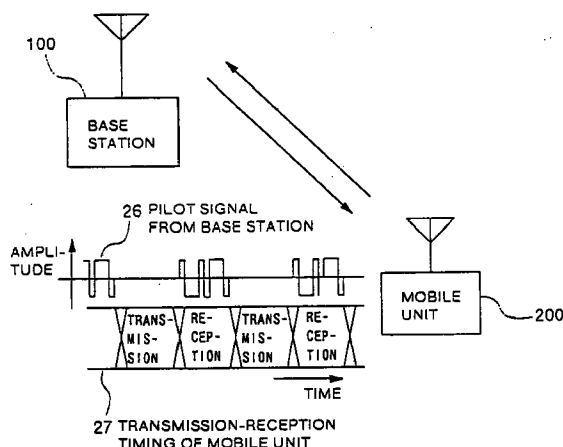 100
BASE
STATION
26 PILOT SIGNAL
FROM BASE STATION
AMPLI-
TUDE
MOBILE
UNIT
200
TRANS-
MIS-
SION
RE-
CEP-
TION
TRANS-
MIS-
SION
RE-
CEP-
TION
TIME
27 TRANSMISSION-RECEPTION
TIMING OF MOBILE UNIT